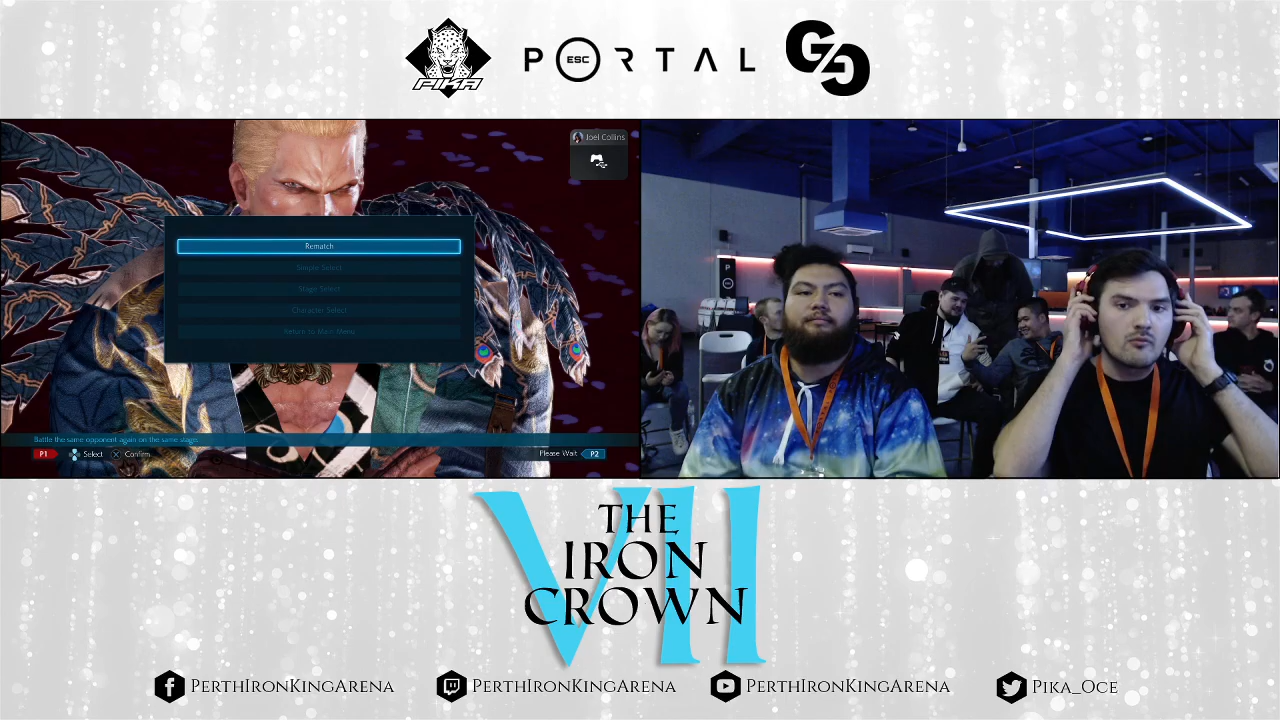 PIKA
PORTAL
ESC
GG
Joel Collins
Rematch
Simple Select
Stage Select
Character Select
Return to Main Menu
Battle the same opponent again on the same stage.
P1
Select
Confirm
Please Wait
P2
VII
THE
IRON
CROWN
PERTHIRONKINGARENA
PERTHIRONKINGARENA
PERTHIRONKINGARENA
PIKA_OCE